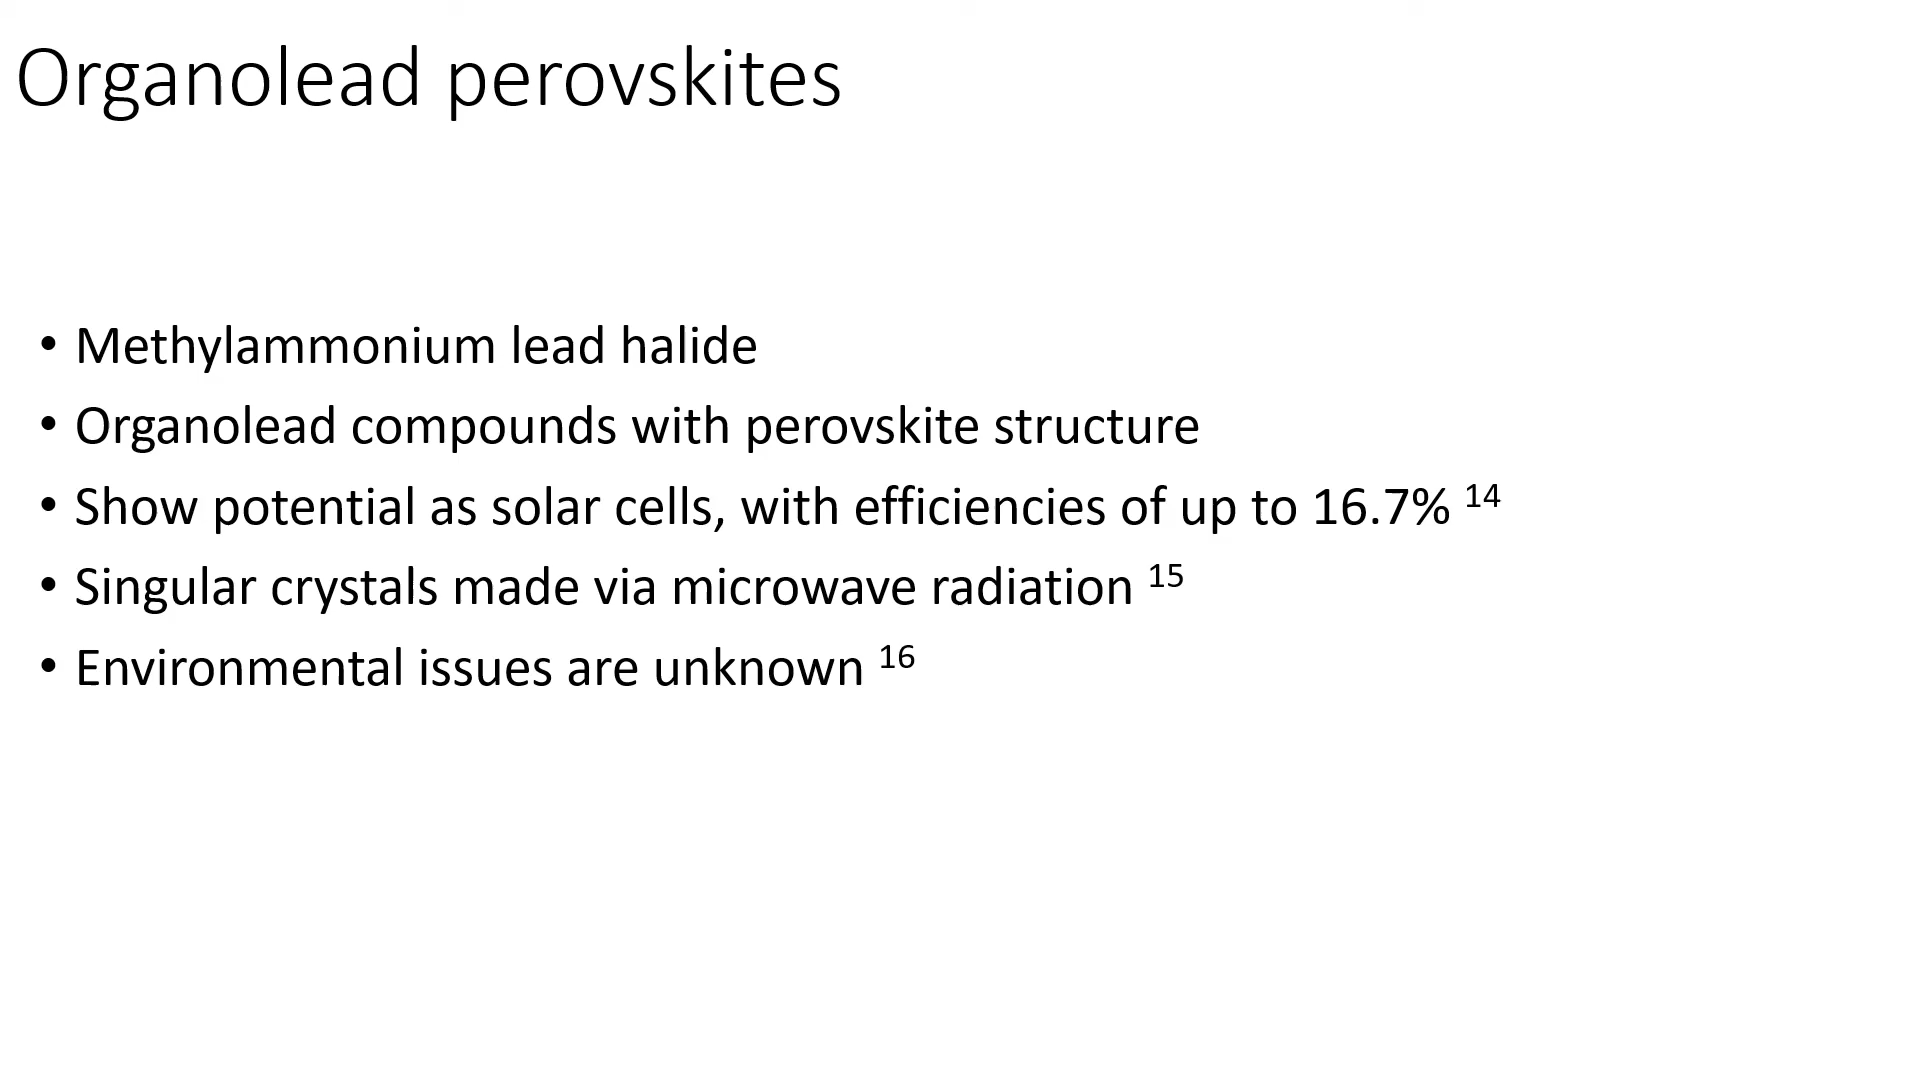 Organolead perovskites
• Methylammonium lead halide
• Organolead compounds with perovskite structure
• Show potential as solar cells, with efficiencies of up to 16.7% 14
• Singular crystals made via microwave radiation 15
• Environmental issues are unknown 16